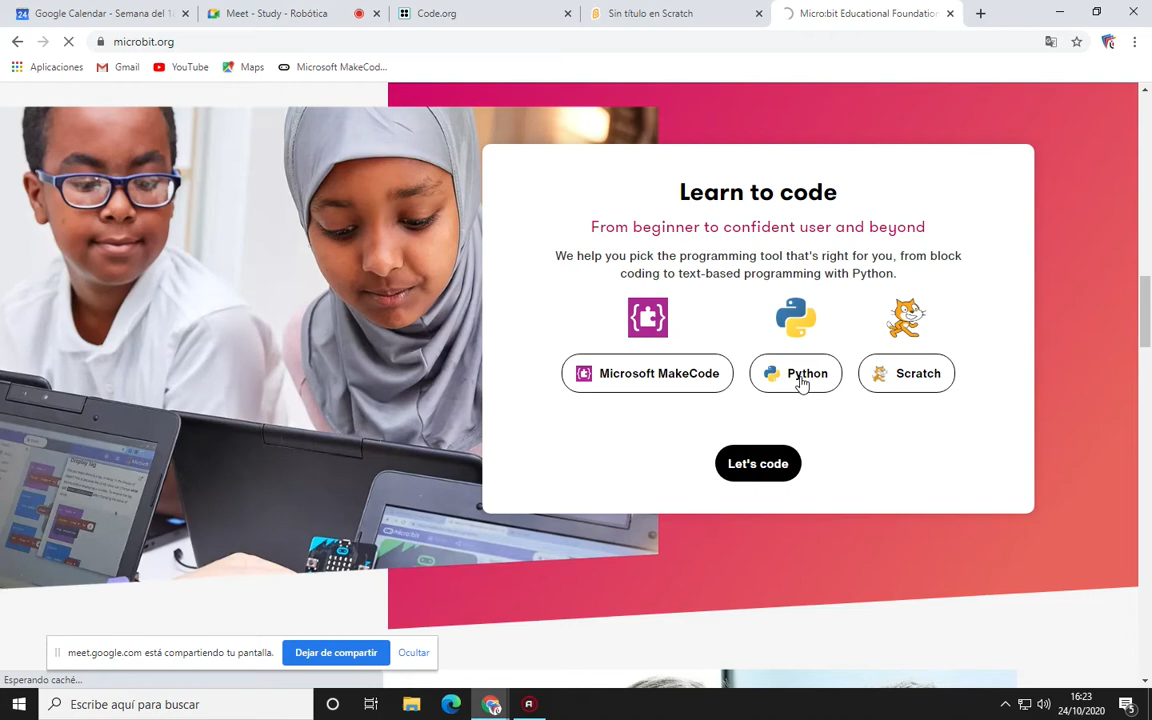 Google Calendar - Semana del 18
Meet - Study - Robótica
Code.org
Sin título en Scratch
Micro:bit Educational Foundation
microbit.org
Aplicaciones
Gmail
YouTube
Maps
Microsoft MakeCod...
Learn to code
From beginner to confident user and beyond
We help you pick the programming tool that's right for you, from block
coding to text-based programming with Python.
Microsoft MakeCode
Python
Scratch
Let's code
meet.google.com está compartiendo tu pantalla.
Dejar de compartir
Ocultar
Esperando caché...
Escribe aquí para buscar
16:23
24/10/2020
5